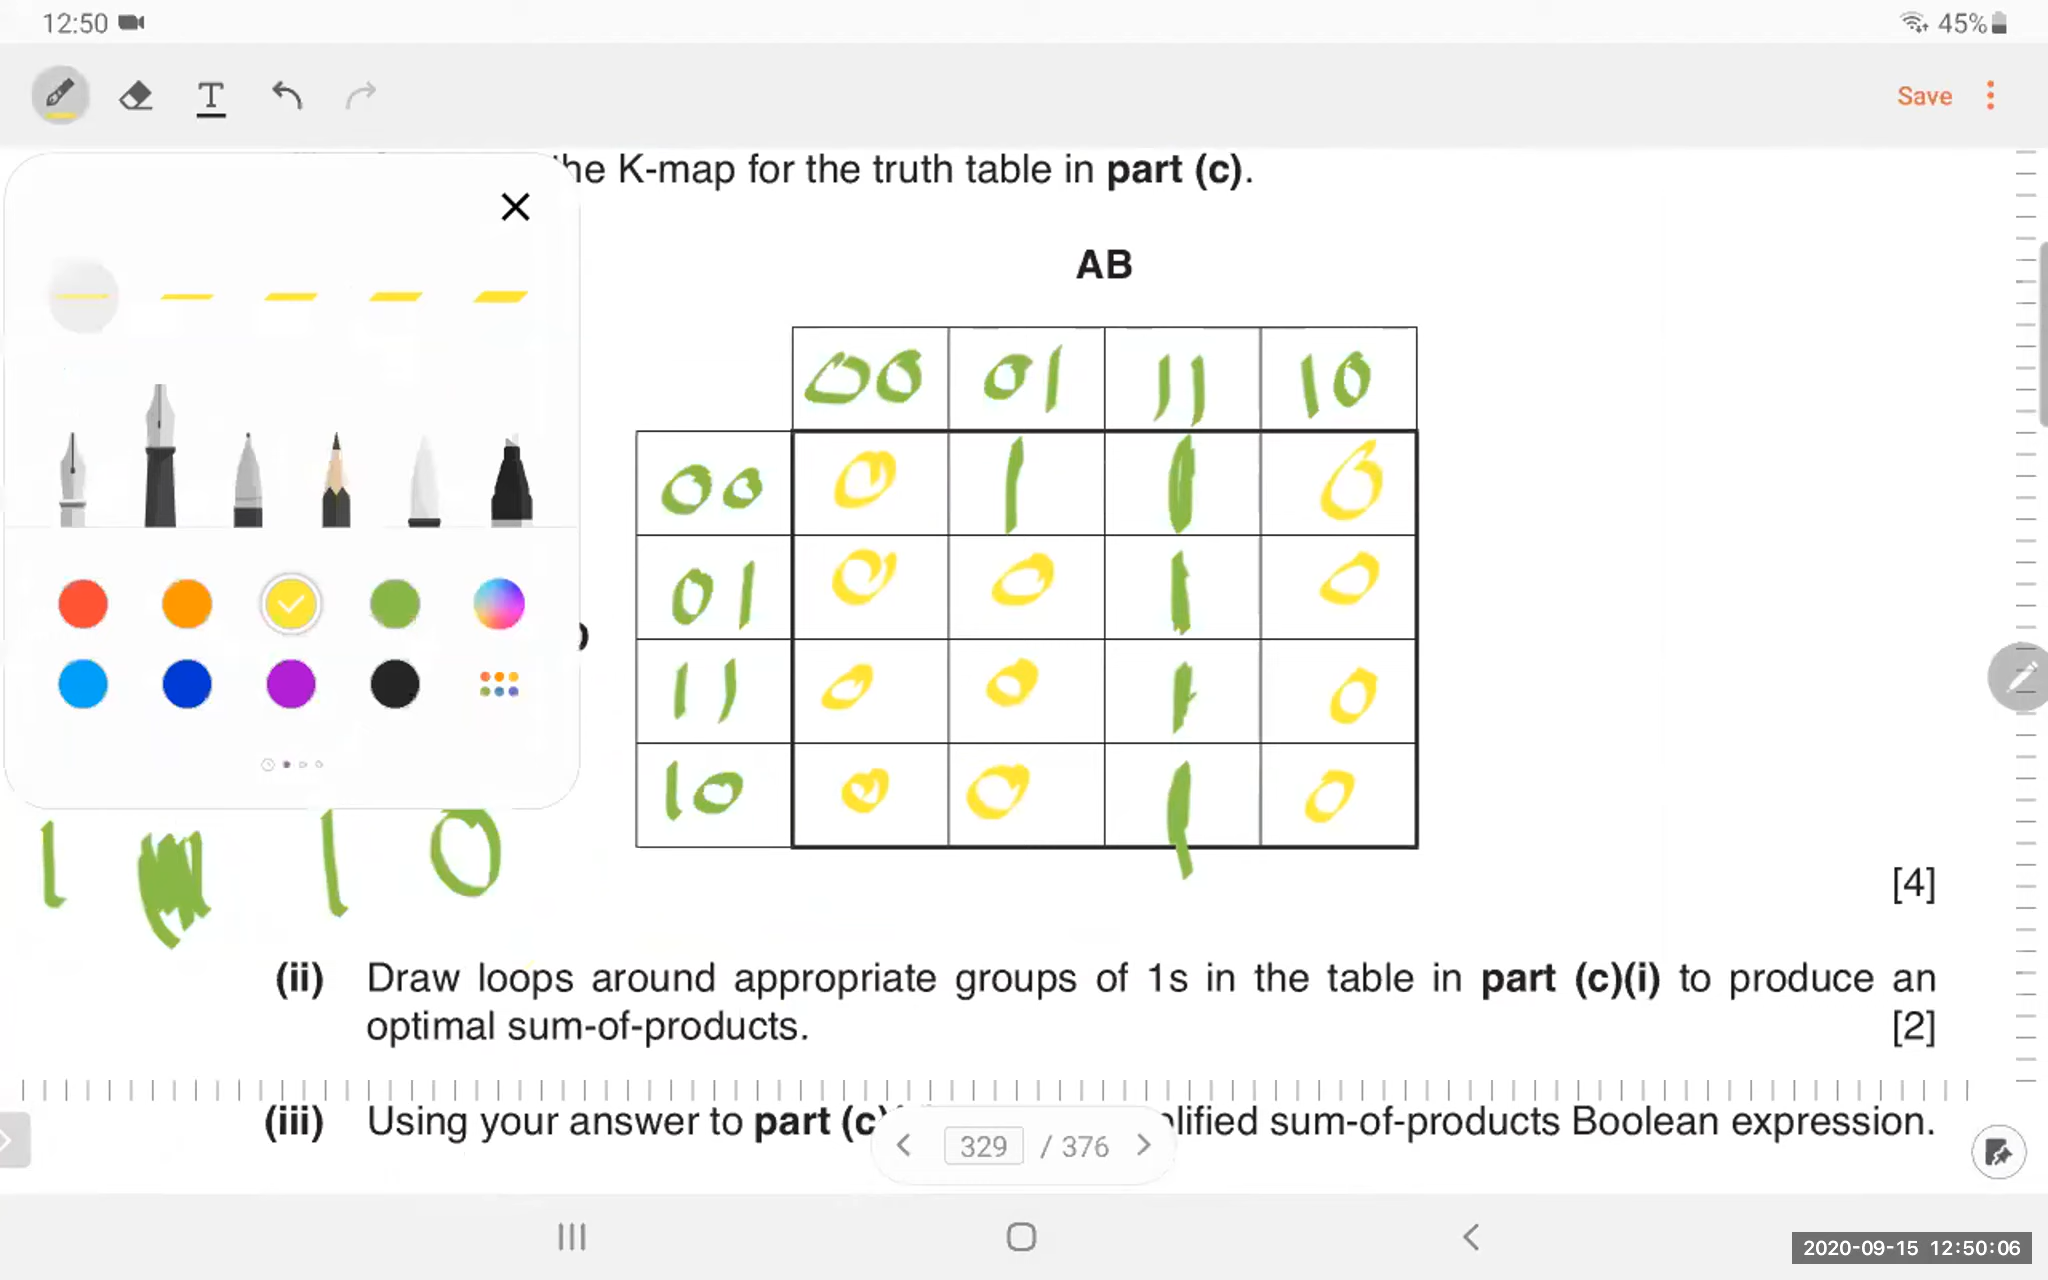 12:50 45%
T Save
he K-map for the truth table in part (c).
AB
00 01 11 10
00 0 1 1 0
01 0 0 1 0
11 0 0 1 0
10 0 0 1 0
1 1 0
[4]
(ii) Draw loops around appropriate groups of 1s in the table in part (c)(i) to produce an
optimal sum-of-products. [2]
(iii) Using your answer to part (c) lified sum-of-products Boolean expression.
329 / 376
2020-09-15 12:50:06